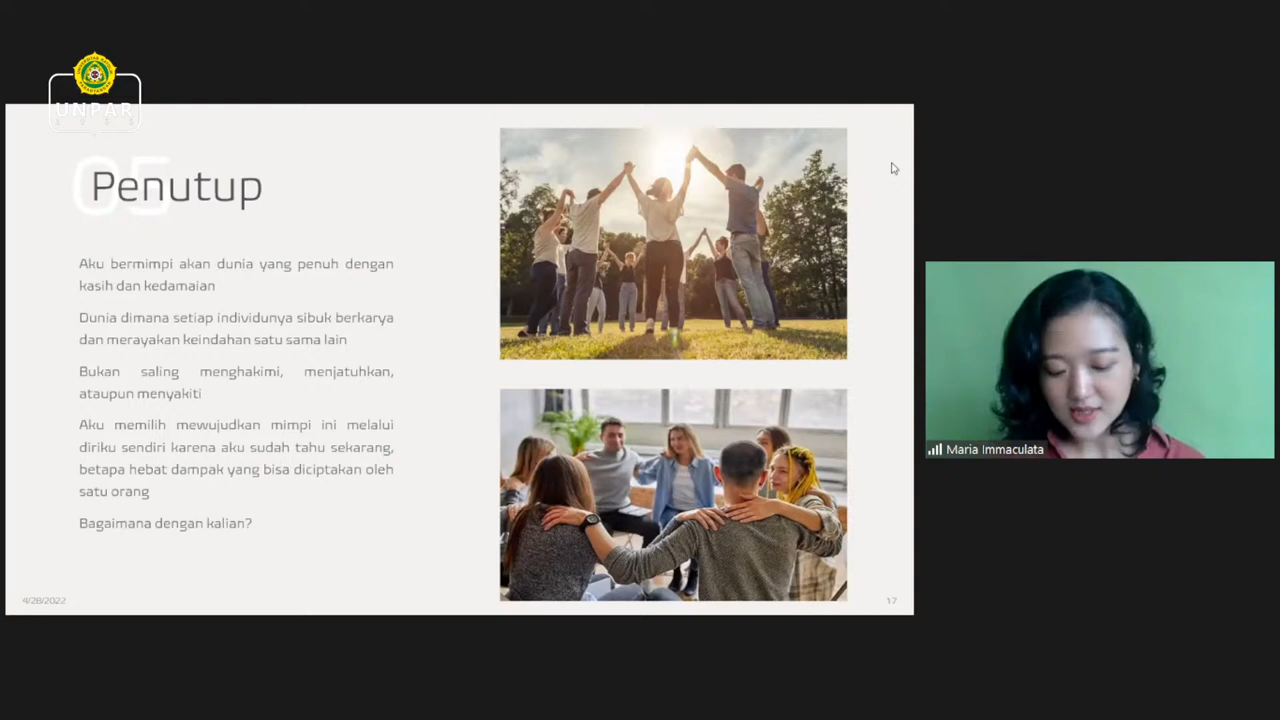 UNPAR
05
Penutup
Aku bermimpi akan dunia yang penuh dengan
kasih dan kedamaian
Dunia dimana setiap individunya sibuk berkarya
dan merayakan keindahan satu sama lain
Bukan saling menghakimi, menjatuhkan,
ataupun menyakiti
Aku memilih mewujudkan mimpi ini melalui
diriku sendiri karena aku sudah tahu sekarang,
betapa hebat dampak yang bisa diciptakan oleh
satu orang
Bagaimana dengan kalian?
4/28/2022
17
Maria Immaculata